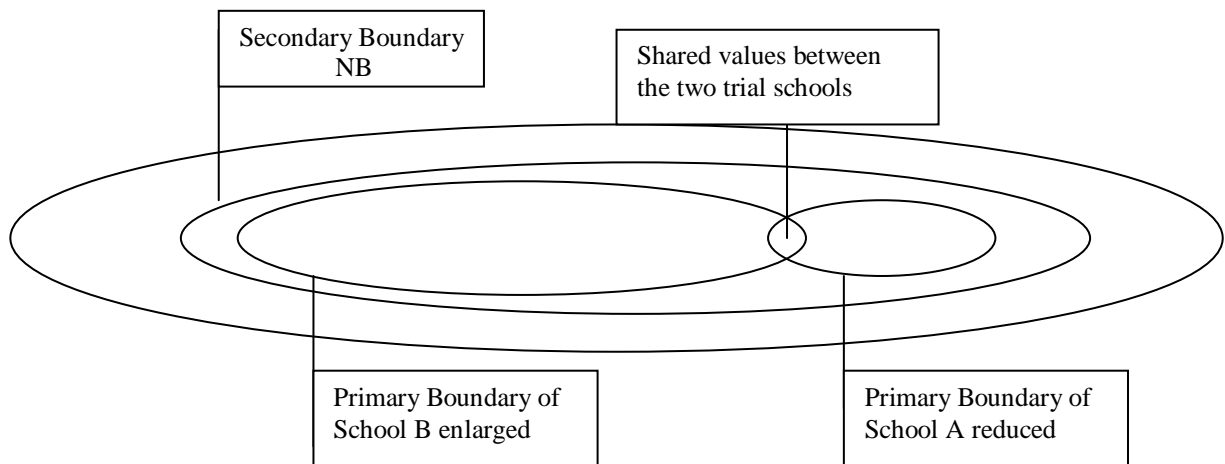 Secondary Boundary
NB
Shared values between
the two trial schools
Primary Boundary of
School B enlarged
Primary Boundary of
School A reduced